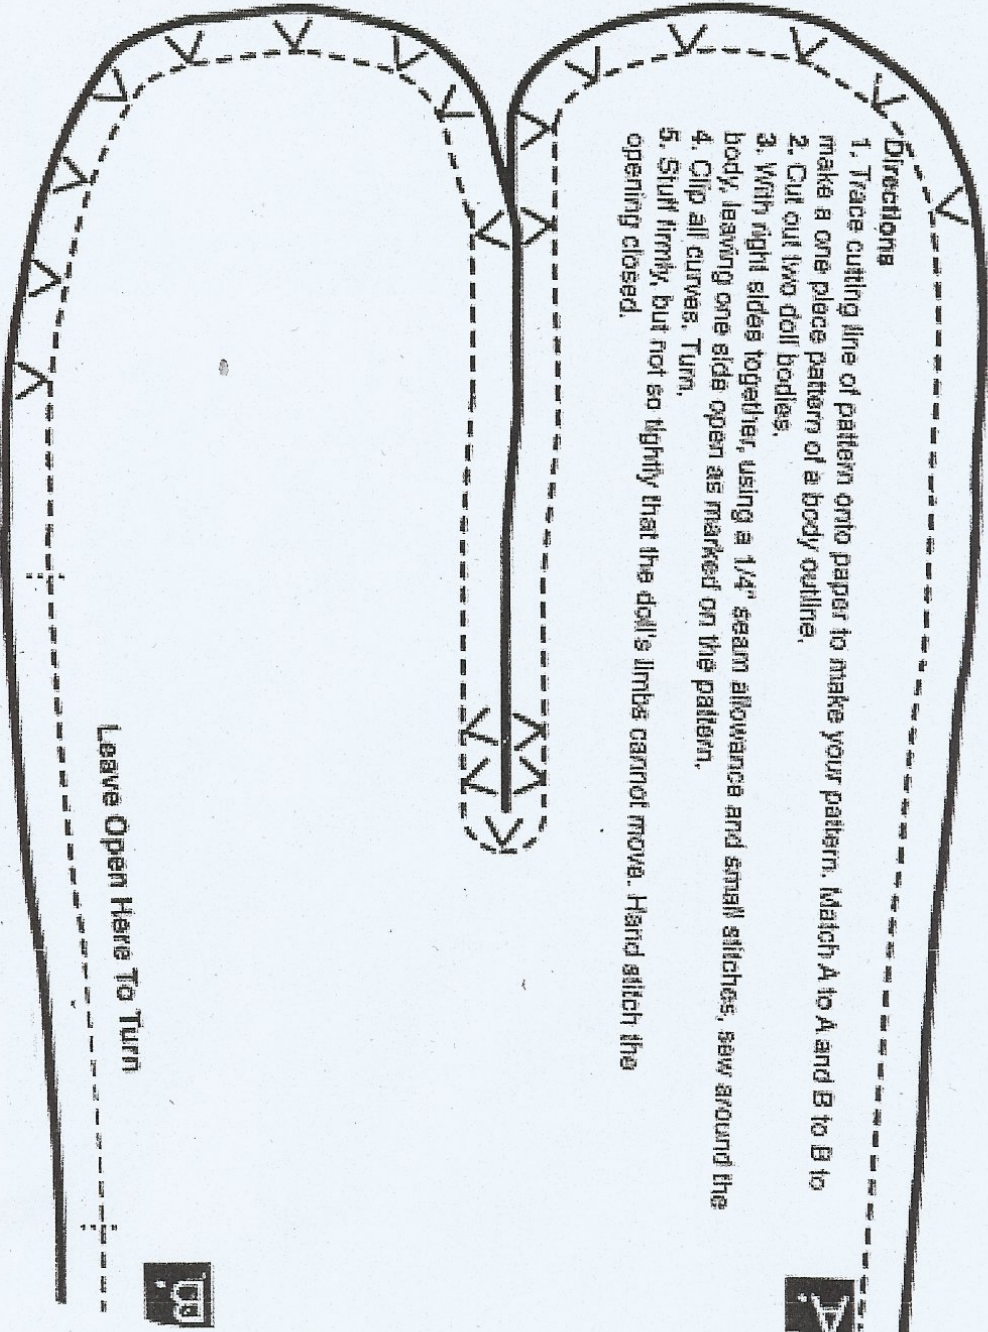 Directions
1. Trace cutting line of pattern onto paper to make your pattern. Match A to A and B to B to
make a one piece pattern of a body outline.
2. Cut out two doll bodies.
3. With right sides together, using a 1/4" seam allowance and small stitches, sew around the
body, leaving one side open as marked on the pattern.
4. Clip all curves. Turn.
5. Stuff firmly, but not so tightly that the doll's limbs cannot move. Hand stitch the
opening closed.
Leave Open Here To Turn
A.
B.